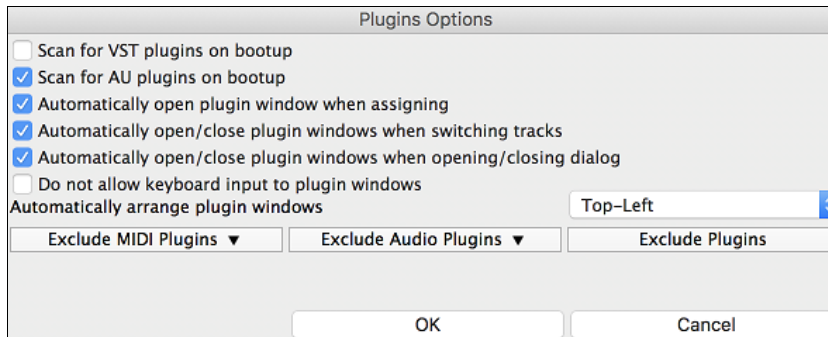 Plugins Options
Scan for VST plugins on bootup
Scan for AU plugins on bootup
Automatically open plugin window when assigning
Automatically open/close plugin windows when switching tracks
Automatically open/close plugin windows when opening/closing dialog
Do not allow keyboard input to plugin windows
Automatically arrange plugin windows Top-Left
Exclude MIDI Plugins ▼ Exclude Audio Plugins ▼ Exclude Plugins
OK Cancel